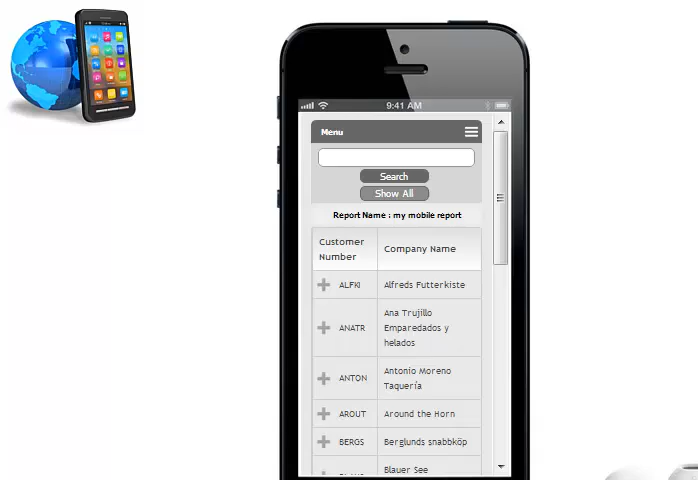 9:41 AM
Menu
Search
Show All
Report Name : my mobile report
Customer Number
Company Name
ALFKI
Alfreds Futterkiste
ANATR
Ana Trujillo
Emparedados y
helados
ANTON
Antonio Moreno
Taquería
AROUT
Around the Horn
BERGS
Berglunds snabbköp
Blauer See